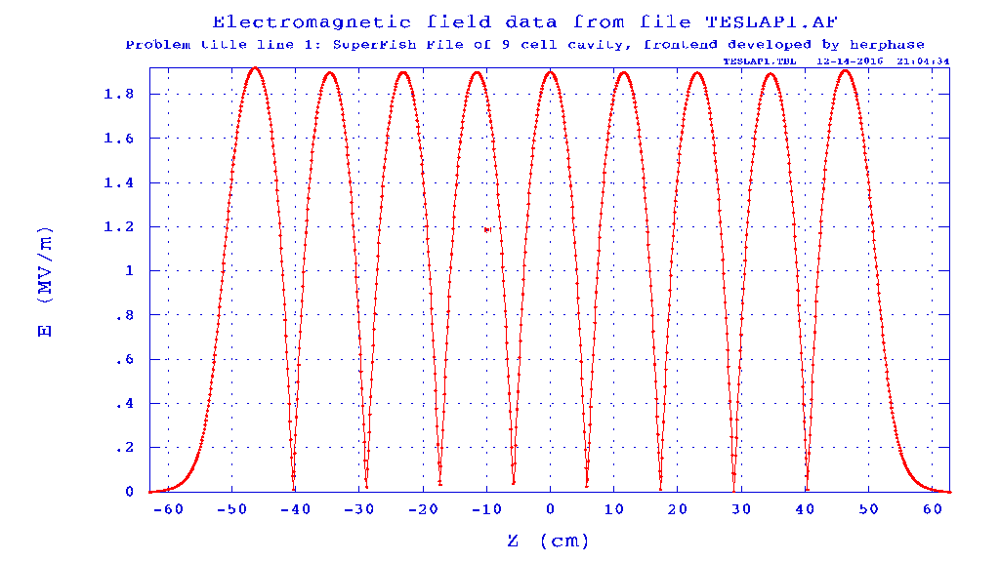 Electromagnetic field data from file TESLAP1.AF
Problem title line 1: SuperFish File of 9 cell cavity, frontend developed by herphase
TESLAP1.TBL 12-14-2016 21:04:34
1.8
1.6
1.4
1.2
1
.8
.6
.4
.2
0
E (MV/m)
-60 -50 -40 -30 -20 -10 0 10 20 30 40 50 60
Z (cm)